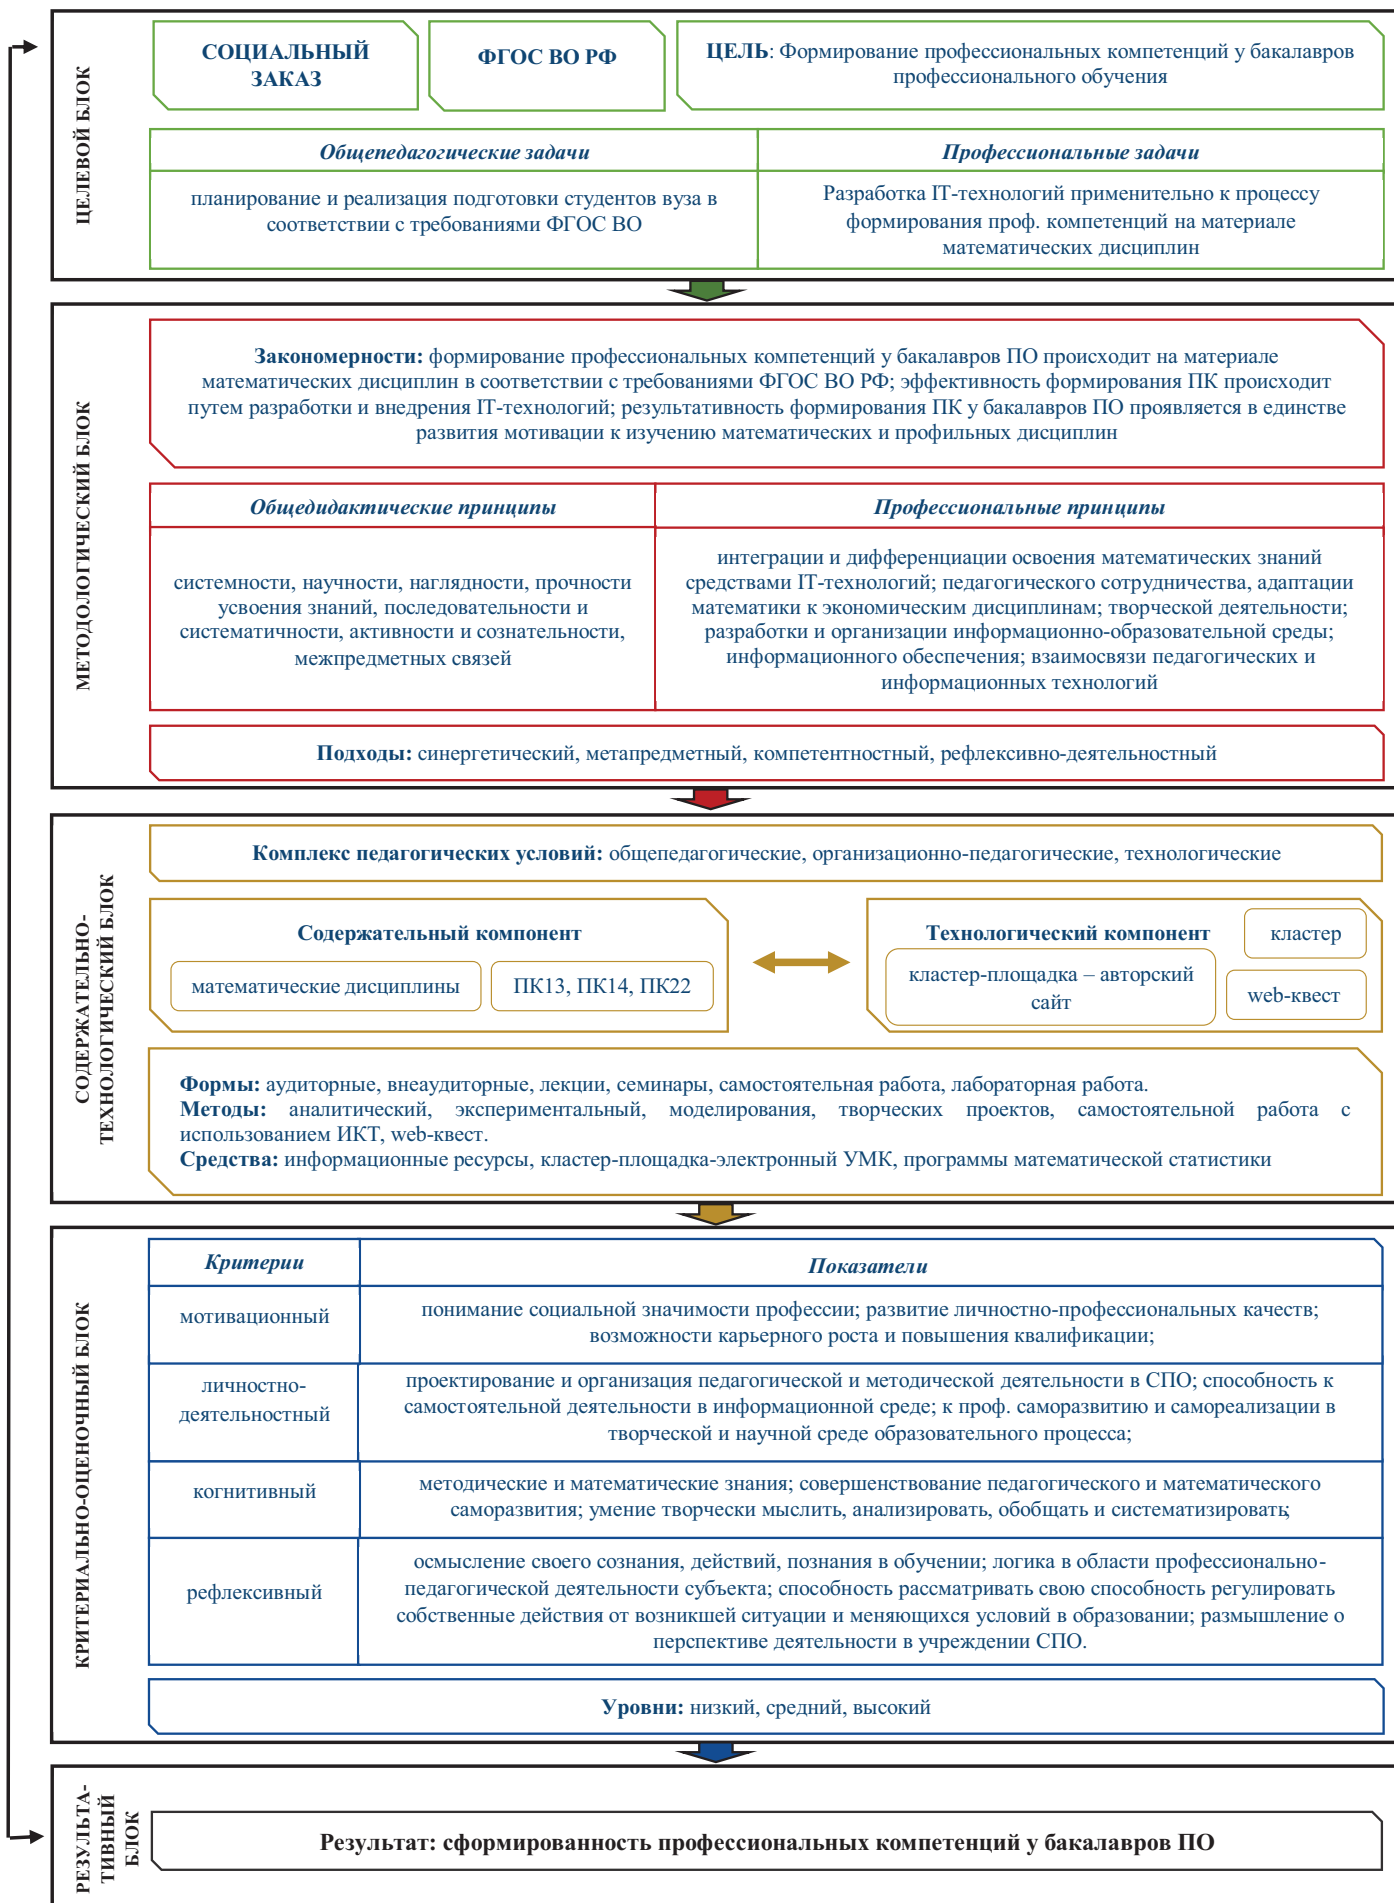 ЦЕЛЕВОЙ БЛОК
СОЦИАЛЬНЫЙ
ЗАКАЗ
ФГОС ВО РФ
ЦЕЛЬ: Формирование профессиональных компетенций у бакалавров
профессионального обучения
Общепедагогические задачи
Профессиональные задачи
планирование и реализация подготовки студентов вуза в
соответствии с требованиями ФГОС ВО
Разработка IT-технологий применительно к процессу
формирования проф. компетенций на материале
математических дисциплин
МЕТОДОЛОГИЧЕСКИЙ БЛОК
Закономерности: формирование профессиональных компетенций у бакалавров ПО происходит на материале
математических дисциплин в соответствии с требованиями ФГОС ВО РФ; эффективность формирования ПК происходит
путем разработки и внедрения IT-технологий; результативность формирования ПК у бакалавров ПО проявляется в единстве
развития мотивации к изучению математических и профильных дисциплин
Общедидактические принципы
Профессиональные принципы
системности, научности, наглядности, прочности
усвоения знаний, последовательности и
систематичности, активности и сознательности,
межпредметных связей
интеграции и дифференциации освоения математических знаний
средствами IT-технологий; педагогического сотрудничества, адаптации
математики к экономическим дисциплинам; творческой деятельности;
разработки и организации информационно-образовательной среды;
информационного обеспечения; взаимосвязи педагогических и
информационных технологий
Подходы: синергетический, метапредметный, компетентностный, рефлексивно-деятельностный
СОДЕРЖАТЕЛЬНО-
ТЕХНОЛОГИЧЕСКИЙ БЛОК
Комплекс педагогических условий: общепедагогические, организационно-педагогические, технологические
Содержательный компонент
математические дисциплины
ПК13, ПК14, ПК22
Технологический компонент
кластер
кластер-площадка – авторский
сайт
web-квест
Формы: аудиторные, внеаудиторные, лекции, семинары, самостоятельная работа, лабораторная работа.
Методы: аналитический, экспериментальный, моделирования, творческих проектов, самостоятельной работа с
использованием ИКТ, web-квест.
Средства: информационные ресурсы, кластер-площадка-электронный УМК, программы математической статистики
КРИТЕРИАЛЬНО-ОЦЕНОЧНЫЙ БЛОК
Критерии
Показатели
мотивационный
понимание социальной значимости профессии; развитие личностно-профессиональных качеств;
возможности карьерного роста и повышения квалификации;
личностно-
деятельностный
проектирование и организация педагогической и методической деятельности в СПО; способность к
самостоятельной деятельности в информационной среде; к проф. саморазвитию и самореализации в
творческой и научной среде образовательного процесса;
когнитивный
методические и математические знания; совершенствование педагогического и математического
саморазвития; умение творчески мыслить, анализировать, обобщать и систематизировать;
рефлексивный
осмысление своего сознания, действий, познания в обучении; логика в области профессионально-
педагогической деятельности субъекта; способность рассматривать свою способность регулировать
собственные действия от возникшей ситуации и меняющихся условий в образовании; размышление о
перспективе деятельности в учреждении СПО.
Уровни: низкий, средний, высокий
РЕЗУЛЬТА-
ТИВНЫЙ
БЛОК
Результат: сформированность профессиональных компетенций у бакалавров ПО